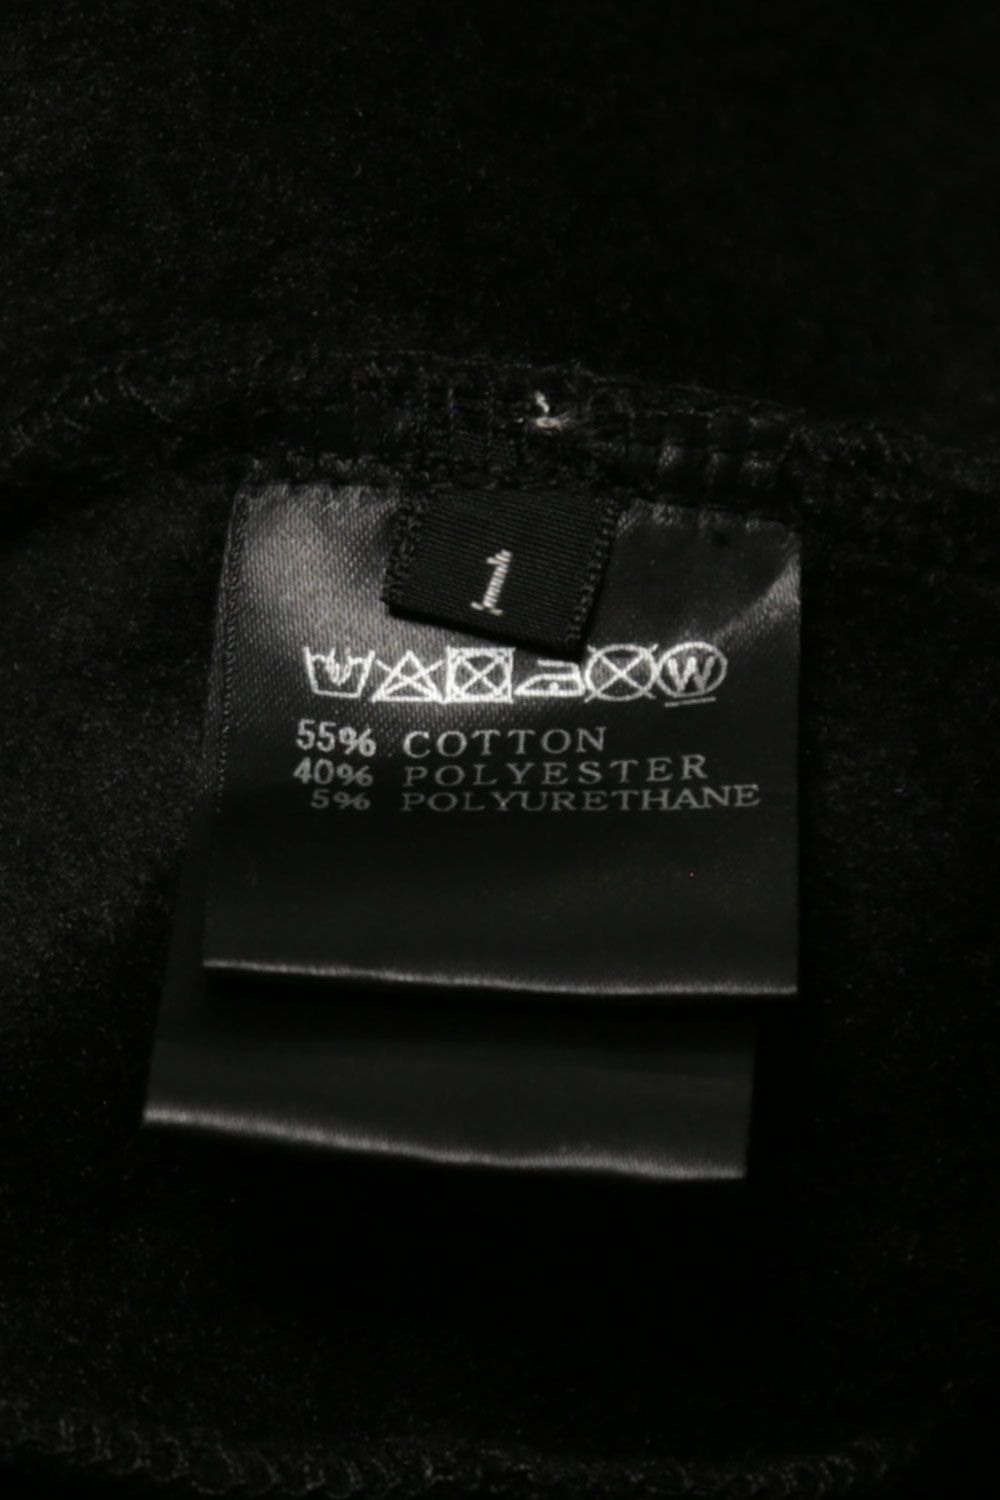 1
W
55% COTTON
40% POLYESTER
5% POLYURETHANE